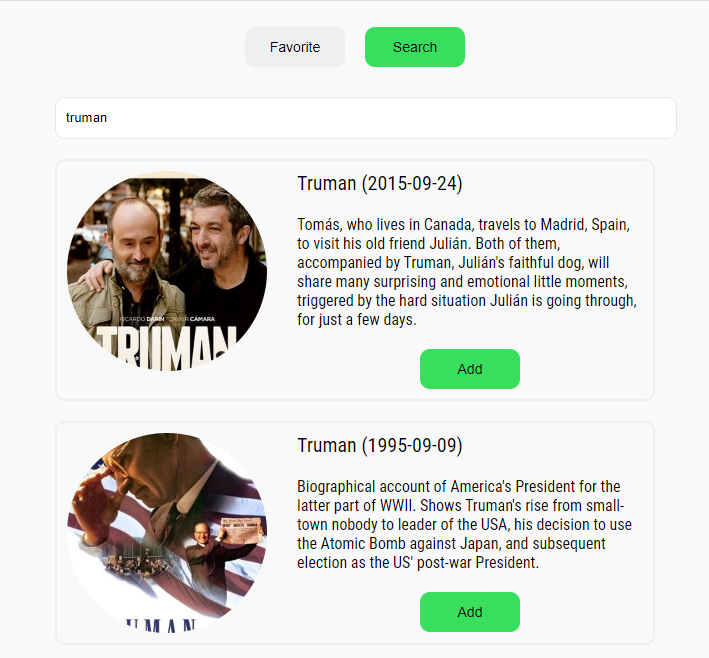 Favorite
Search
truman
Truman (2015-09-24)
Tomás, who lives in Canada, travels to Madrid, Spain,
to visit his old friend Julián. Both of them,
accompanied by Truman, Julián's faithful dog, will
share many surprising and emotional little moments,
triggered by the hard situation Julián is going through,
for just a few days.
RICARDO DARÍN JAVIER CÁMARA
TRUMAN
Add
Truman (1995-09-09)
Biographical account of America's President for the
latter part of WWII. Shows Truman's rise from small-
town nobody to leader of the USA, his decision to use
the Atomic Bomb against Japan, and subsequent
election as the US' post-war President.
UMAN
Add